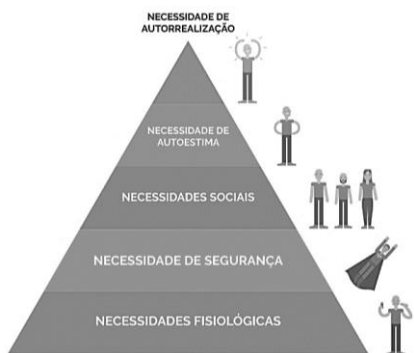 NECESSIDADE DE
AUTORREALIZAÇÃO
NECESSIDADE DE
AUTOESTIMA
NECESSIDADES SOCIAIS
NECESSIDADE DE SEGURANÇA
NECESSIDADES FISIOLÓGICAS